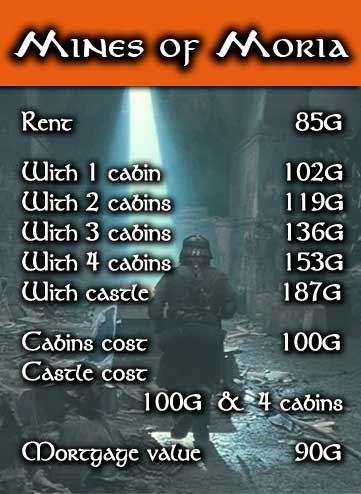 Mines of Moria
Rent 85G
With 1 cabin 102G
With 2 cabins 119G
With 3 cabins 136G
With 4 cabins 153G
With castle 187G
Cabins cost 100G
Castle cost
100G & 4 cabins
Mortgage value 90G